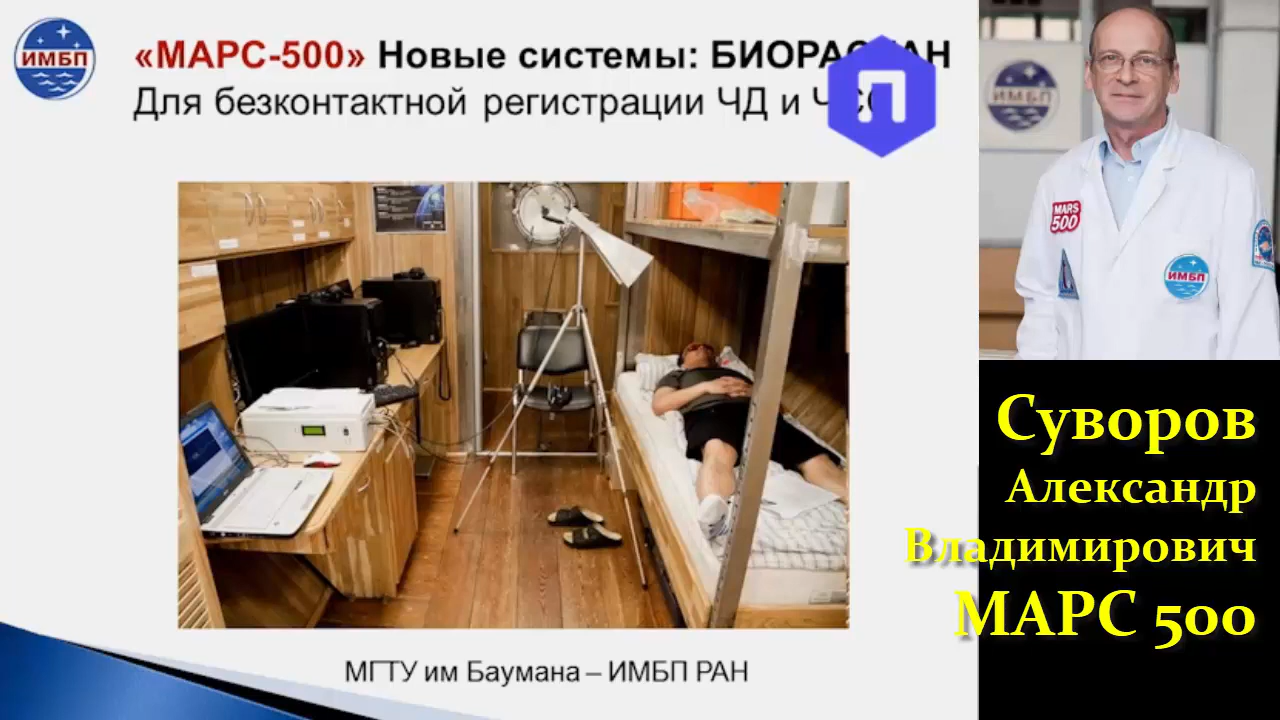 ИМБП
«МАРС-500» Новые системы:
Для безконтактной регистрации ЧД и
П
МГТУ им Баумана – ИМБП РАН
ИМБП
MARS
500
ИМБП
Суворов
Александр
Владимирович
МАРС 500